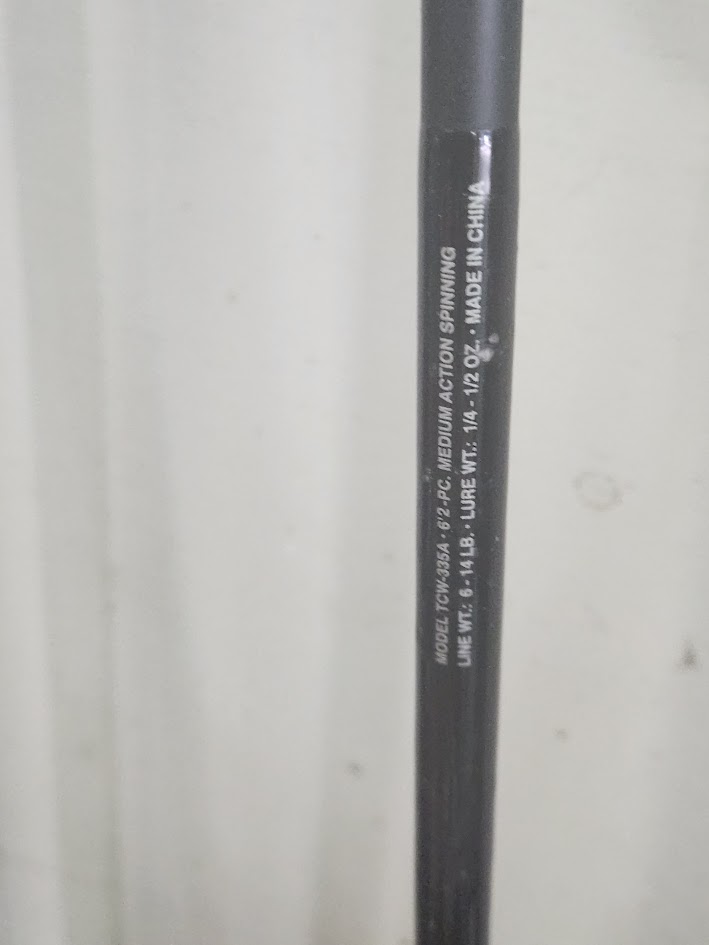 MODEL TCW-335A • 6'2-PC. MEDIUM ACTION SPINNING
LINE WT.: 6 - 14 LB. • LURE WT.: 1/4 - 1/2 OZ. • MADE IN CHINA